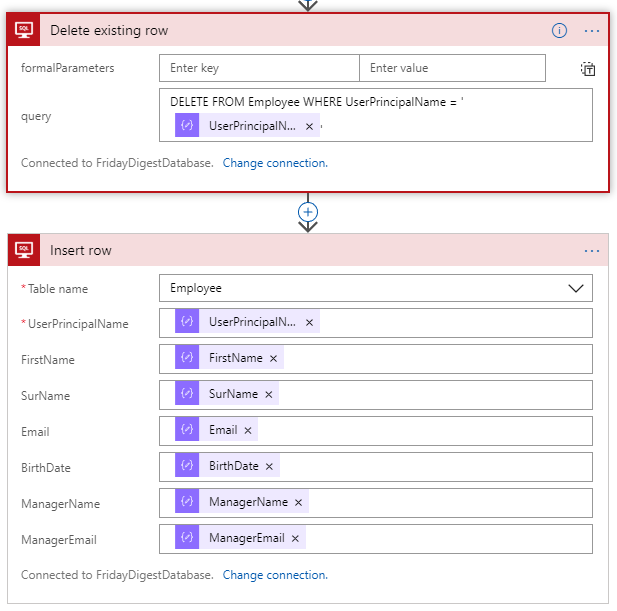 SQL
Delete existing row
formalParameters
Enter key
Enter value
query
DELETE FROM Employee WHERE UserPrincipalName = '
UserPrincipalN... × '
Connected to FridayDigestDatabase. Change connection.
SQL
Insert row
* Table name
Employee
* UserPrincipalName
UserPrincipalN... ×
FirstName
FirstName ×
SurName
SurName ×
Email
Email ×
BirthDate
BirthDate ×
ManagerName
ManagerName ×
ManagerEmail
ManagerEmail ×
Connected to FridayDigestDatabase. Change connection.